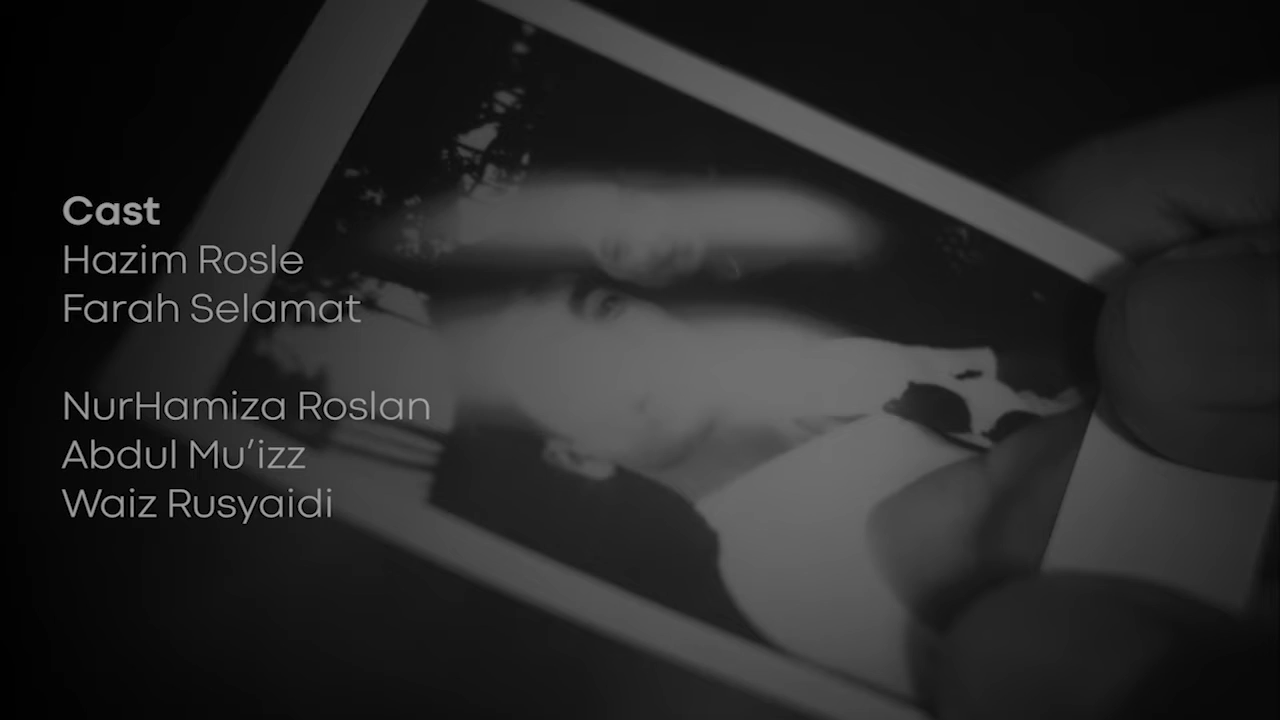 Cast
Hazim Rosle
Farah Selamat
NurHamiza Roslan
Abdul Mu’izz
Waiz Rusyaidi